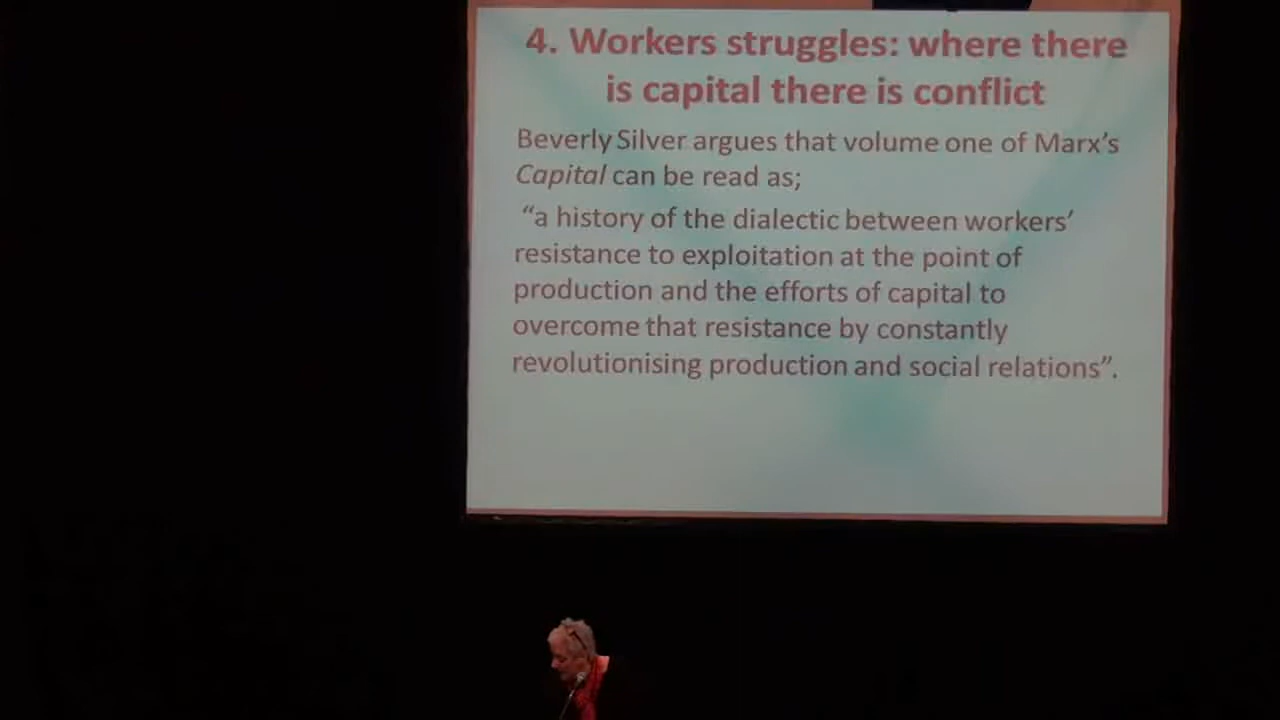 4. Workers struggles: where there
is capital there is conflict
Beverly Silver argues that volume one of Marx’s
Capital can be read as;
“a history of the dialectic between workers’
resistance to exploitation at the point of
production and the efforts of capital to
overcome that resistance by constantly
revolutionising production and social relations”.